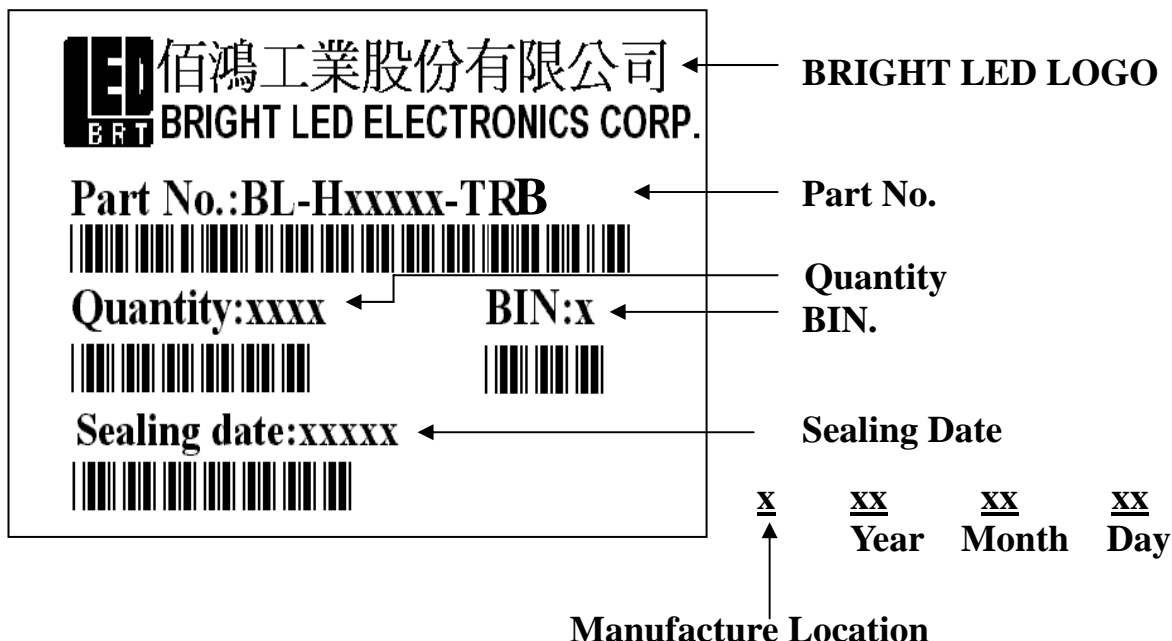 LED
佰鴻工業股份有限公司
BRT BRIGHT LED ELECTRONICS CORP.
BRIGHT LED LOGO
Part No.:BL-Hxxxxx-TRB
Part No.
Quantity:xxxx
BIN:x
Quantity
BIN.
Sealing date:xxxxx
Sealing Date
x xx xx xx
Year Month Day
Manufacture Location